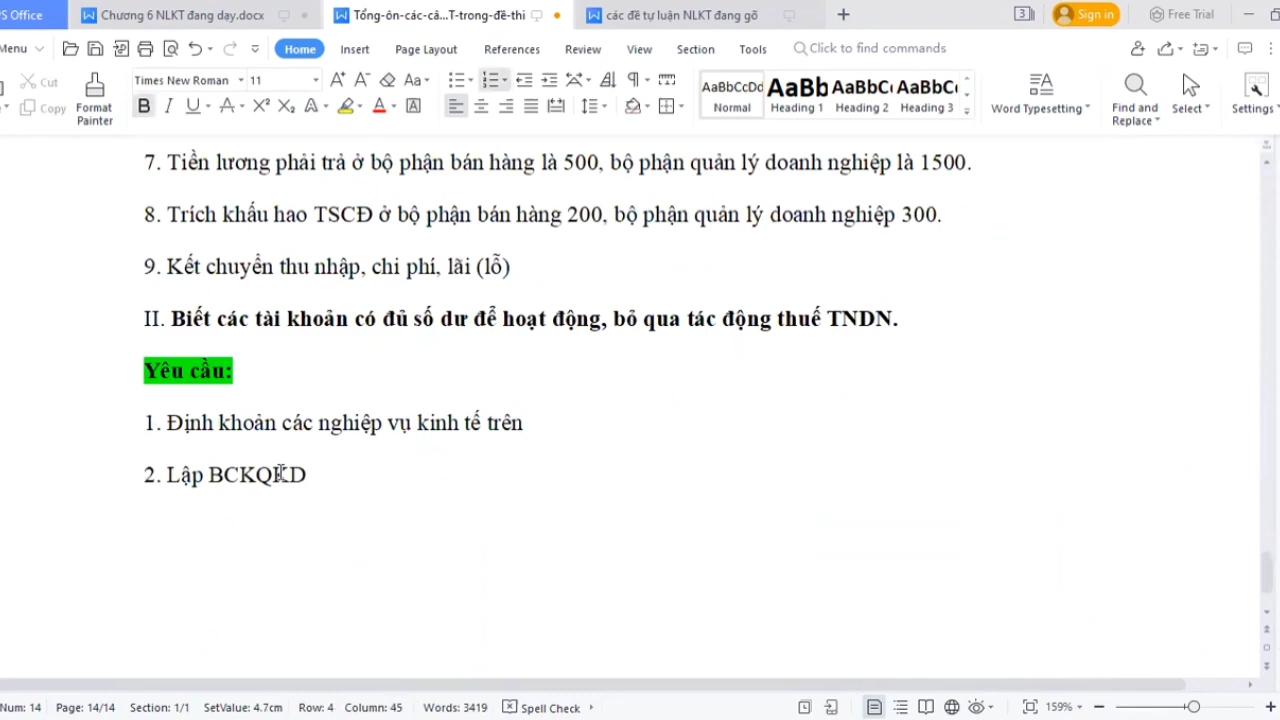 PS Office Chương 6 NLKT đang dạy.docx Tổng-ôn-các-câ...T-trong-đề-thi các đề tự luận NLKT đang gõ + 3 Sign in Free Trial
Menu Home Insert Page Layout References Review View Section Tools Click to find commands
Cut Copy Format Painter Times New Roman 11 AaBbCcDd Normal AaBb Heading 1 AaBbC Heading 2 AaBbC Heading 3 Word Typesetting Find and Replace Select Settings
7. Tiền lương phải trả ở bộ phận bán hàng là 500, bộ phận quản lý doanh nghiệp là 1500.
8. Trích khấu hao TSCĐ ở bộ phận bán hàng 200, bộ phận quản lý doanh nghiệp 300.
9. Kết chuyển thu nhập, chi phí, lãi (lỗ)
II. Biết các tài khoản có đủ số dư để hoạt động, bỏ qua tác động thuế TNDN.
Yêu cầu:
1. Định khoản các nghiệp vụ kinh tế trên
2. Lập BCKQKD
Num: 14 Page: 14/14 Section: 1/1 SetValue: 4.7cm Row: 4 Column: 45 Words: 3419 Spell Check 159%